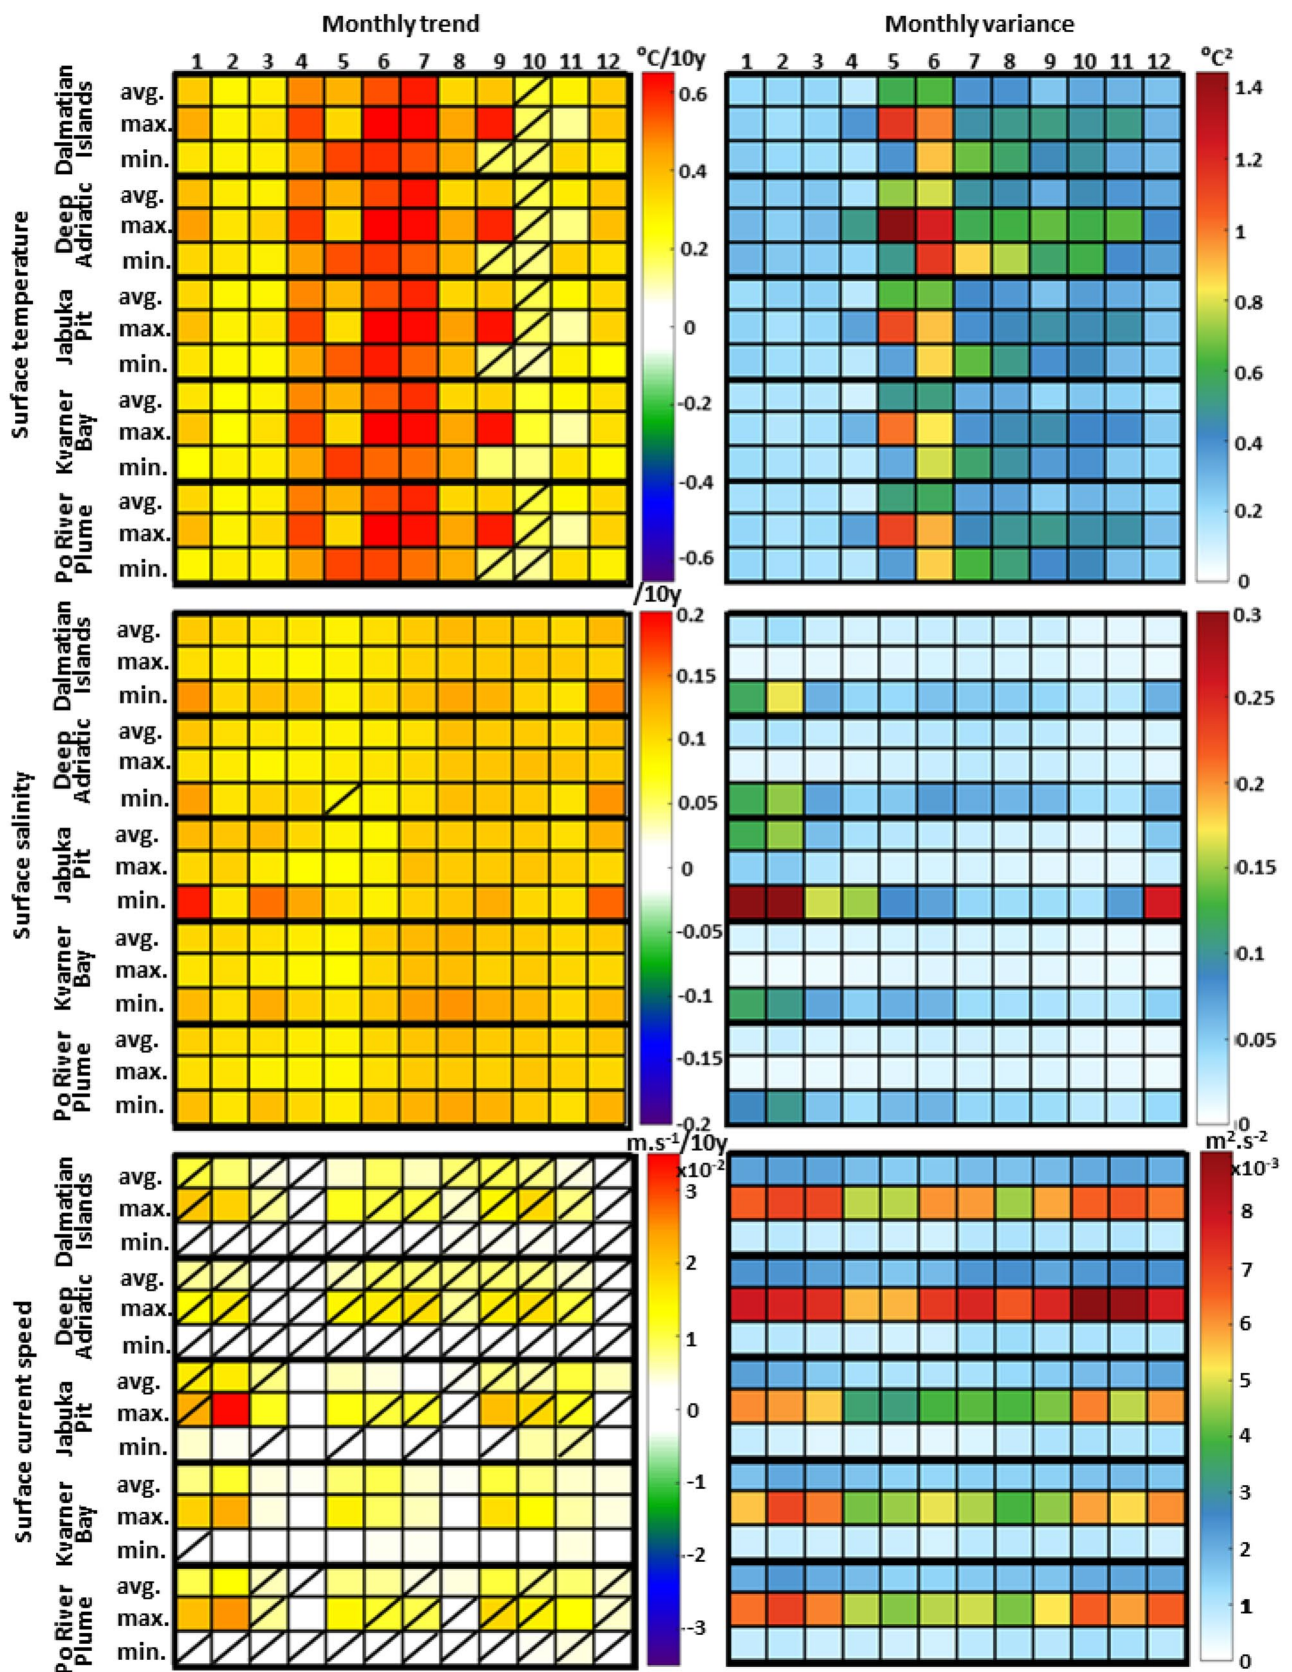 Monthly trend
Monthly variance
1 2 3 4 5 6 7 8 9 10 11 12
°C/10y
1 2 3 4 5 6 7 8 9 10 11 12
°C²
Surface temperature
Dalmatian Islands
avg.
max.
min.
Deep Adriatic
avg.
max.
min.
Jabuka Pit
avg.
max.
min.
Kvarner Bay
avg.
max.
min.
Po River Plume
avg.
max.
min.
0.6
0.4
0.2
0
-0.2
-0.4
-0.6
1.4
1.2
1
0.8
0.6
0.4
0.2
0
/10y
Surface salinity
Dalmatian Islands
avg.
max.
min.
Deep Adriatic
avg.
max.
min.
Jabuka Pit
avg.
max.
min.
Kvarner Bay
avg.
max.
min.
Po River Plume
avg.
max.
min.
0.2
0.15
0.1
0.05
0
-0.05
-0.1
-0.15
-0.2
0.3
0.25
0.2
0.15
0.1
0.05
0
m.s⁻¹/10y
x10⁻²
m².s⁻²
x10⁻³
Surface current speed
Dalmatian Islands
avg.
max.
min.
Deep Adriatic
avg.
max.
min.
Jabuka Pit
avg.
max.
min.
Kvarner Bay
avg.
max.
min.
Po River Plume
avg.
max.
min.
3
2
1
0
-1
-2
-3
8
7
6
5
4
3
2
1
0